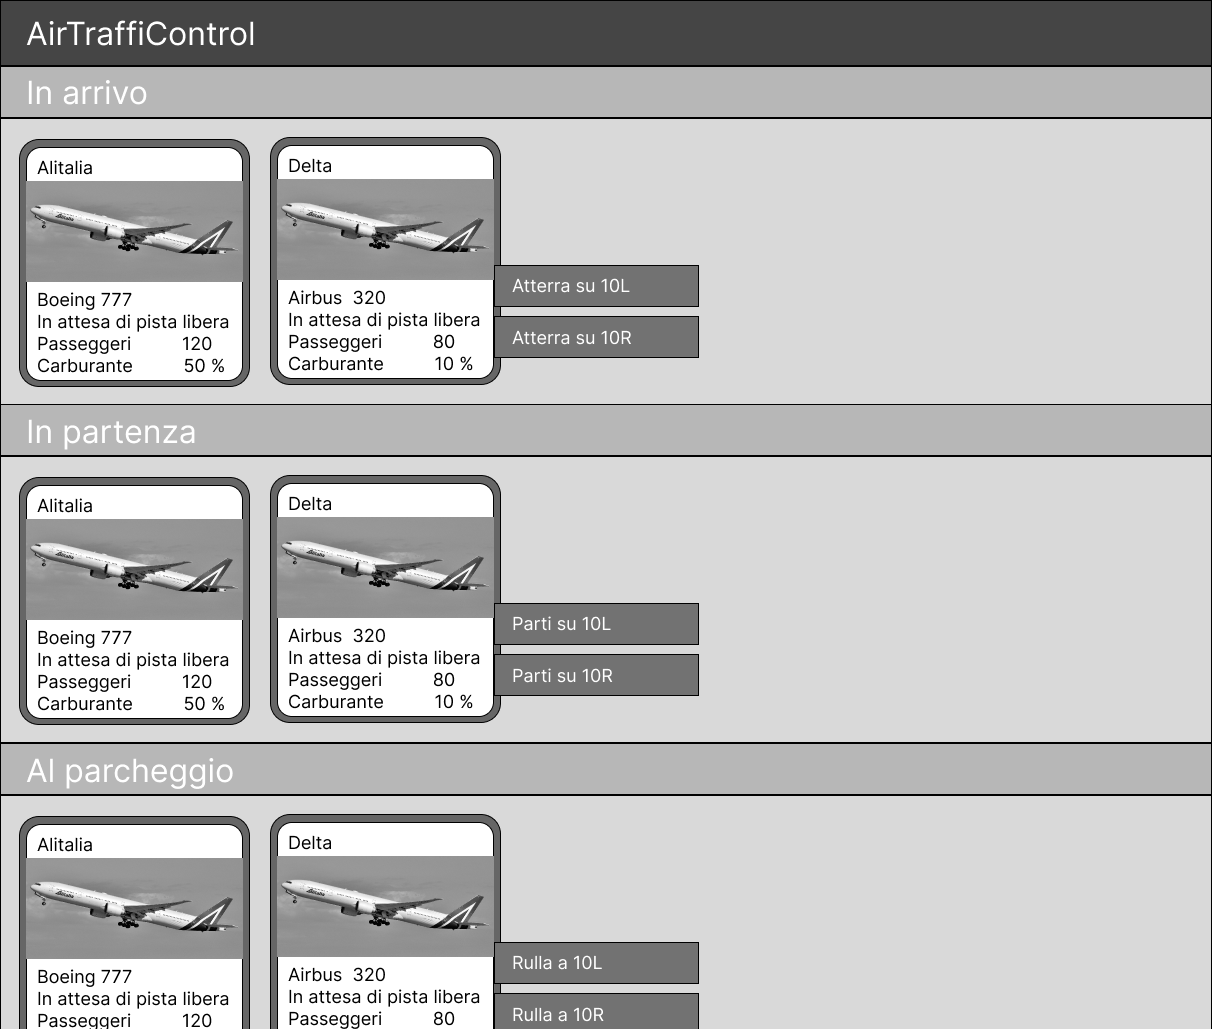 AirTraffiControl
In arrivo
Alitalia
Boeing 777
In attesa di pista libera
Passeggeri 120
Carburante 50 %
Delta
Airbus 320
In attesa di pista libera
Passeggeri 80
Carburante 10 %
Atterra su 10L
Atterra su 10R
In partenza
Alitalia
Boeing 777
In attesa di pista libera
Passeggeri 120
Carburante 50 %
Delta
Airbus 320
In attesa di pista libera
Passeggeri 80
Carburante 10 %
Parti su 10L
Parti su 10R
Al parcheggio
Alitalia
Boeing 777
In attesa di pista libera
Passeggeri 120
Delta
Airbus 320
In attesa di pista libera
Passeggeri 80
Rulla a 10L
Rulla a 10R